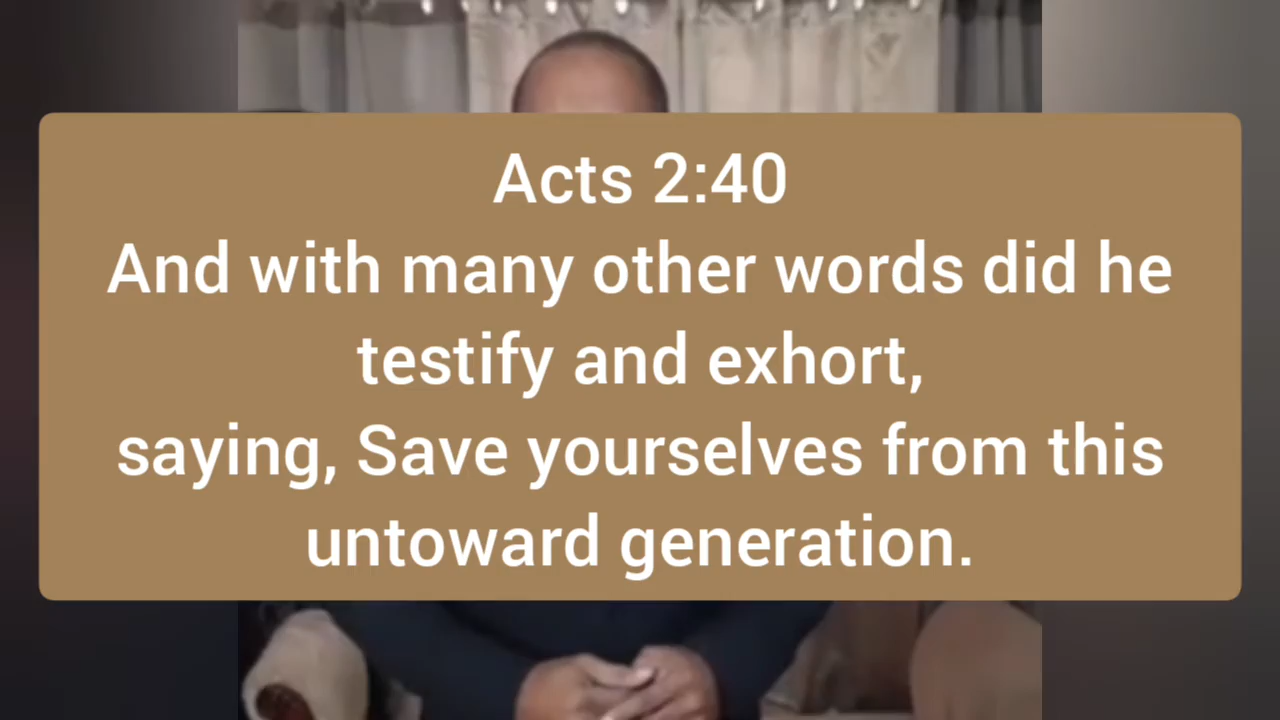 Acts 2:40
And with many other words did he
testify and exhort,
saying, Save yourselves from this
untoward generation.